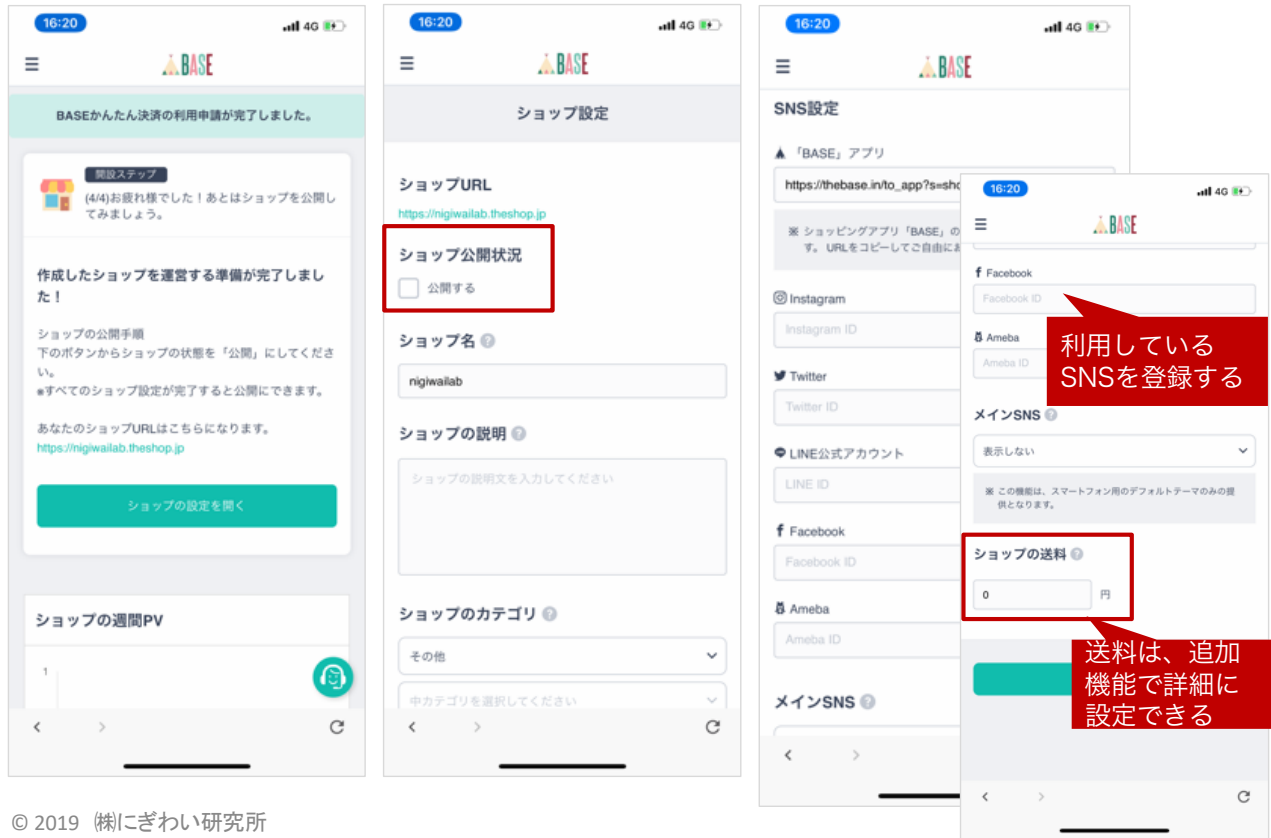 16:20
4G
BASE
BASEかんたん決済の利用申請が完了しました。
開設ステップ
(4/4)お疲れ様でした！あとはショップを公開し
てみましょう。
作成したショップを運営する準備が完了しまし
た！
ショップの公開手順
下のボタンからショップの状態を「公開」にしてくださ
い。
※すべてのショップ設定が完了すると公開にできます。
あなたのショップURLはこちらになります。
https://nigiwailab.theshop.jp
ショップの設定を開く
ショップの週間PV
1
16:20
4G
BASE
ショップ設定
ショップURL
https://nigiwailab.theshop.jp
ショップ公開状況
公開する
ショップ名
nigiwailab
ショップの説明
ショップの説明文を入力してください
ショップのカテゴリ
その他
中カテゴリを選択してください
16:20
4G
BASE
SNS設定
「BASE」アプリ
https://thebase.in/to_app?s=sho
※ ショッピングアプリ「BASE」の
す。URLをコピーしてご自由にお
Instagram
Instagram ID
Twitter
Twitter ID
LINE公式アカウント
LINE ID
Facebook
Facebook ID
Ameba
Ameba ID
メインSNS
16:20
4G
BASE
Facebook
Facebook ID
Ameba
Ameba ID
利用している
SNSを登録する
メインSNS
表示しない
※ この機能は、スマートフォン用のデフォルトテーマのみの提
供となります。
ショップの送料
0 円
送料は、追加
機能で詳細に
設定できる
© 2019 ㈱にぎわい研究所